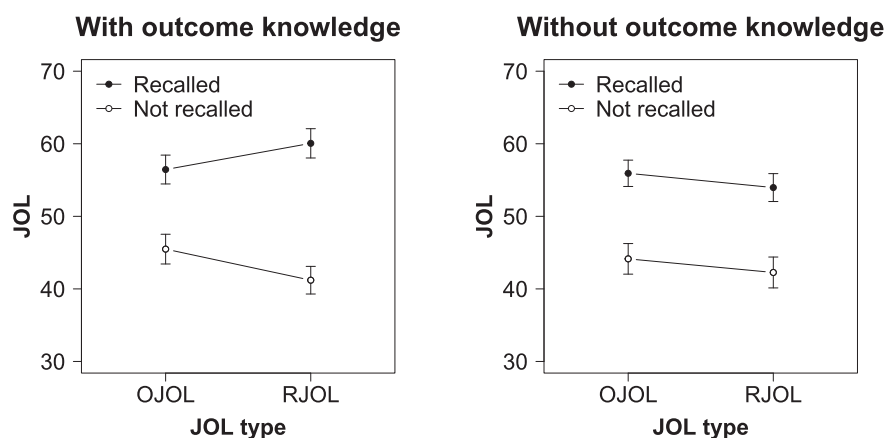 With outcome knowledge
70
60
50
40
30
JOL
Recalled
Not recalled
OJOL
RJOL
JOL type
Without outcome knowledge
70
60
50
40
30
JOL
Recalled
Not recalled
OJOL
RJOL
JOL type